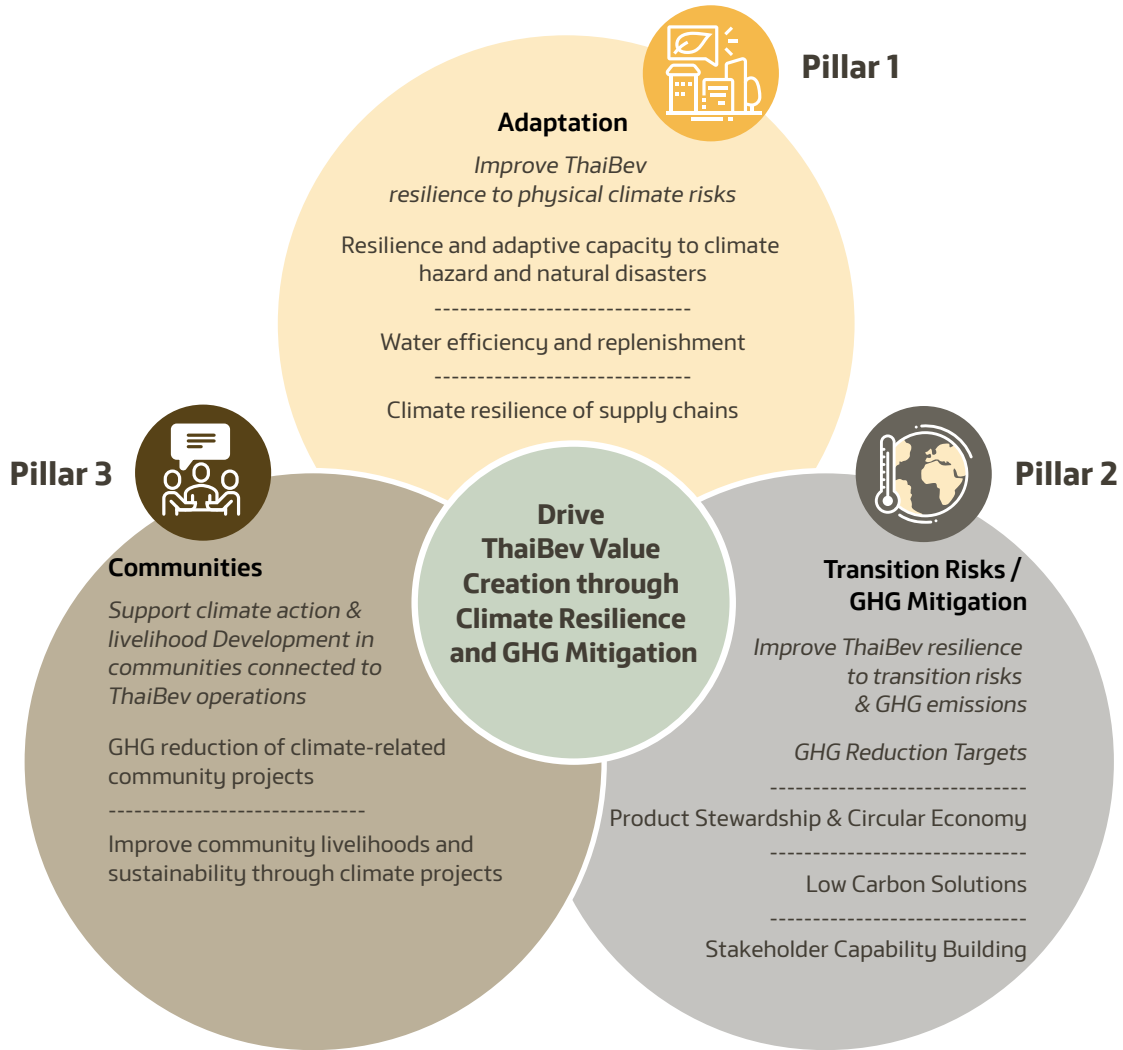 Pillar 1
Adaptation
Improve ThaiBev
resilience to physical climate risks
Resilience and adaptive capacity to climate
hazard and natural disasters
------------------------------
Water efficiency and replenishment
------------------------------
Climate resilience of supply chains
Drive
ThaiBev Value
Creation through
Climate Resilience
and GHG Mitigation
Pillar 2
Transition Risks /
GHG Mitigation
Improve ThaiBev resilience
to transition risks
& GHG emissions
GHG Reduction Targets
------------------------------
Product Stewardship & Circular Economy
------------------------------
Low Carbon Solutions
------------------------------
Stakeholder Capability Building
Pillar 3
Communities
Support climate action &
livelihood Development in
communities connected to
ThaiBev operations
GHG reduction of climate-related
community projects
------------------------------
Improve community livelihoods and
sustainability through climate projects